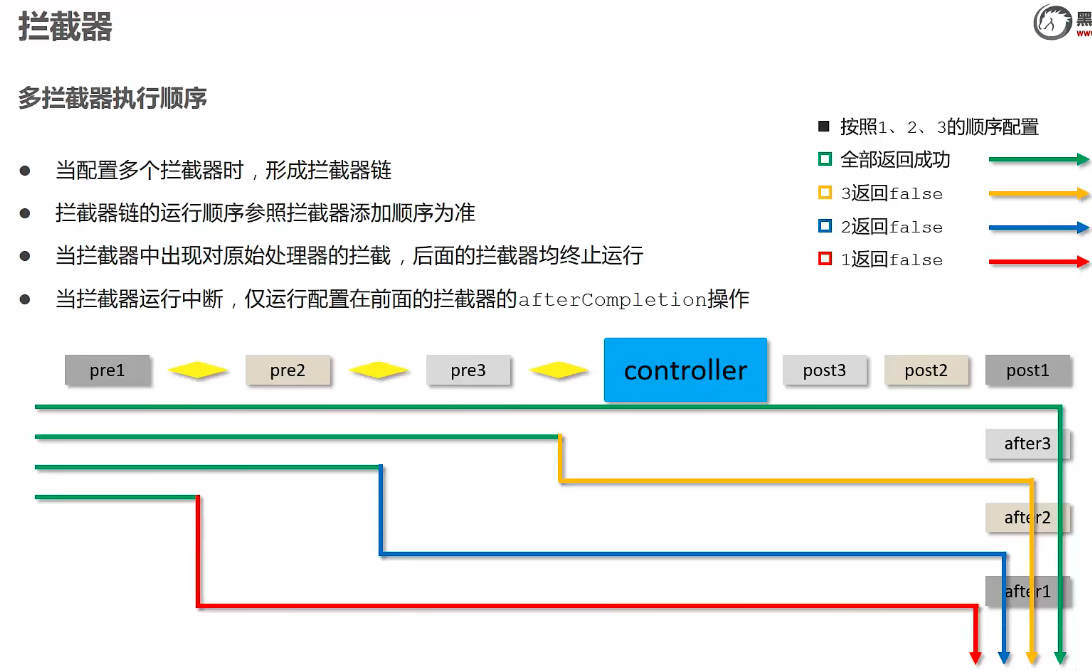 拦截器
黑
www
多拦截器执行顺序
按照1、2、3的顺序配置
全部返回成功
3返回false
2返回false
1返回false
当配置多个拦截器时，形成拦截器链
拦截器链的运行顺序参照拦截器添加顺序为准
当拦截器中出现对原始处理器的拦截，后面的拦截器均终止运行
当拦截器运行中断，仅运行配置在前面的拦截器的afterCompletion操作
pre1 pre2 pre3 controller post3 post2 post1
after3
after2
after1